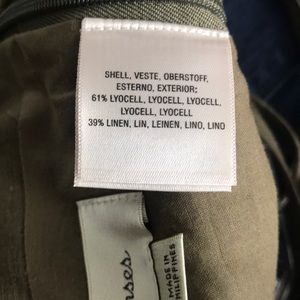 SHELL, VESTE, OBERSTOFF,
ESTERNO, EXTERIOR:
61% LYOCELL, LYOCELL, LYOCELL,
LYOCELL, LYOCELL
39% LINEN, LIN, LEINEN, LINO, LINO
MADE IN
PHILIPPINES